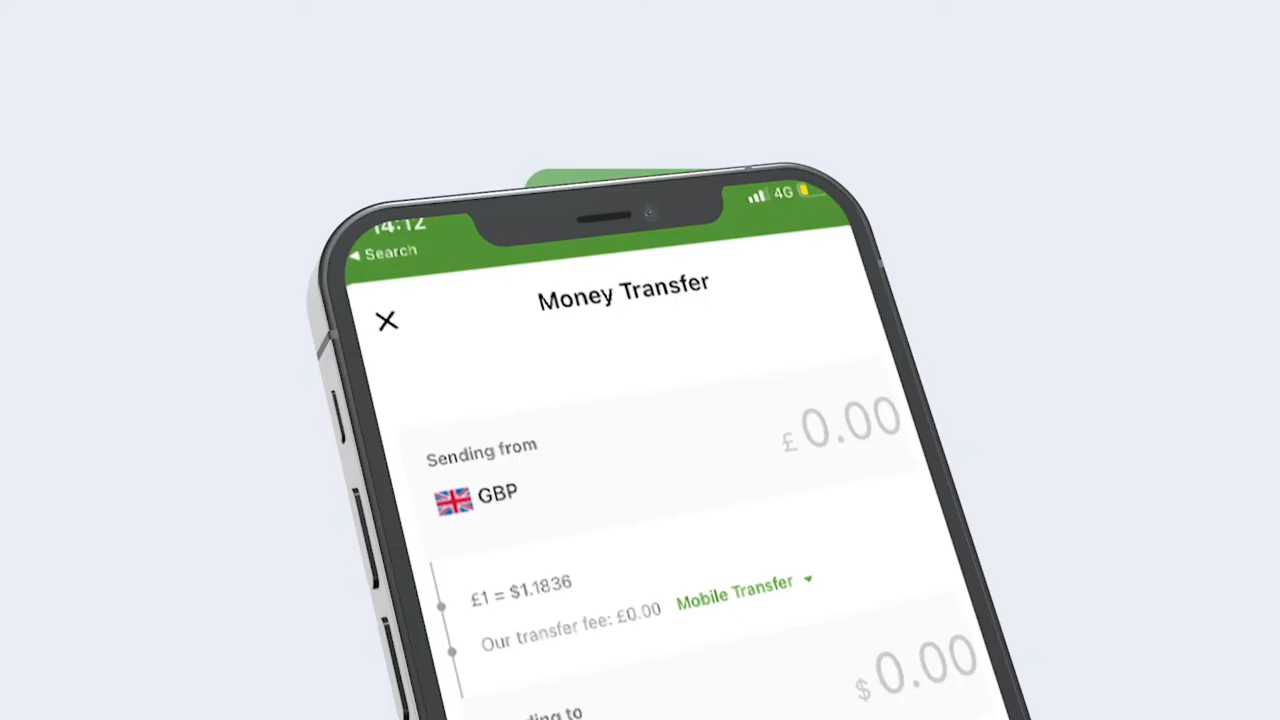 14:12
4G
◀ Search
Money Transfer
£ 0.00
Sending from
GBP
£1 = $1.1836
Our transfer fee: £0.00 Mobile Transfer
$ 0.00
to